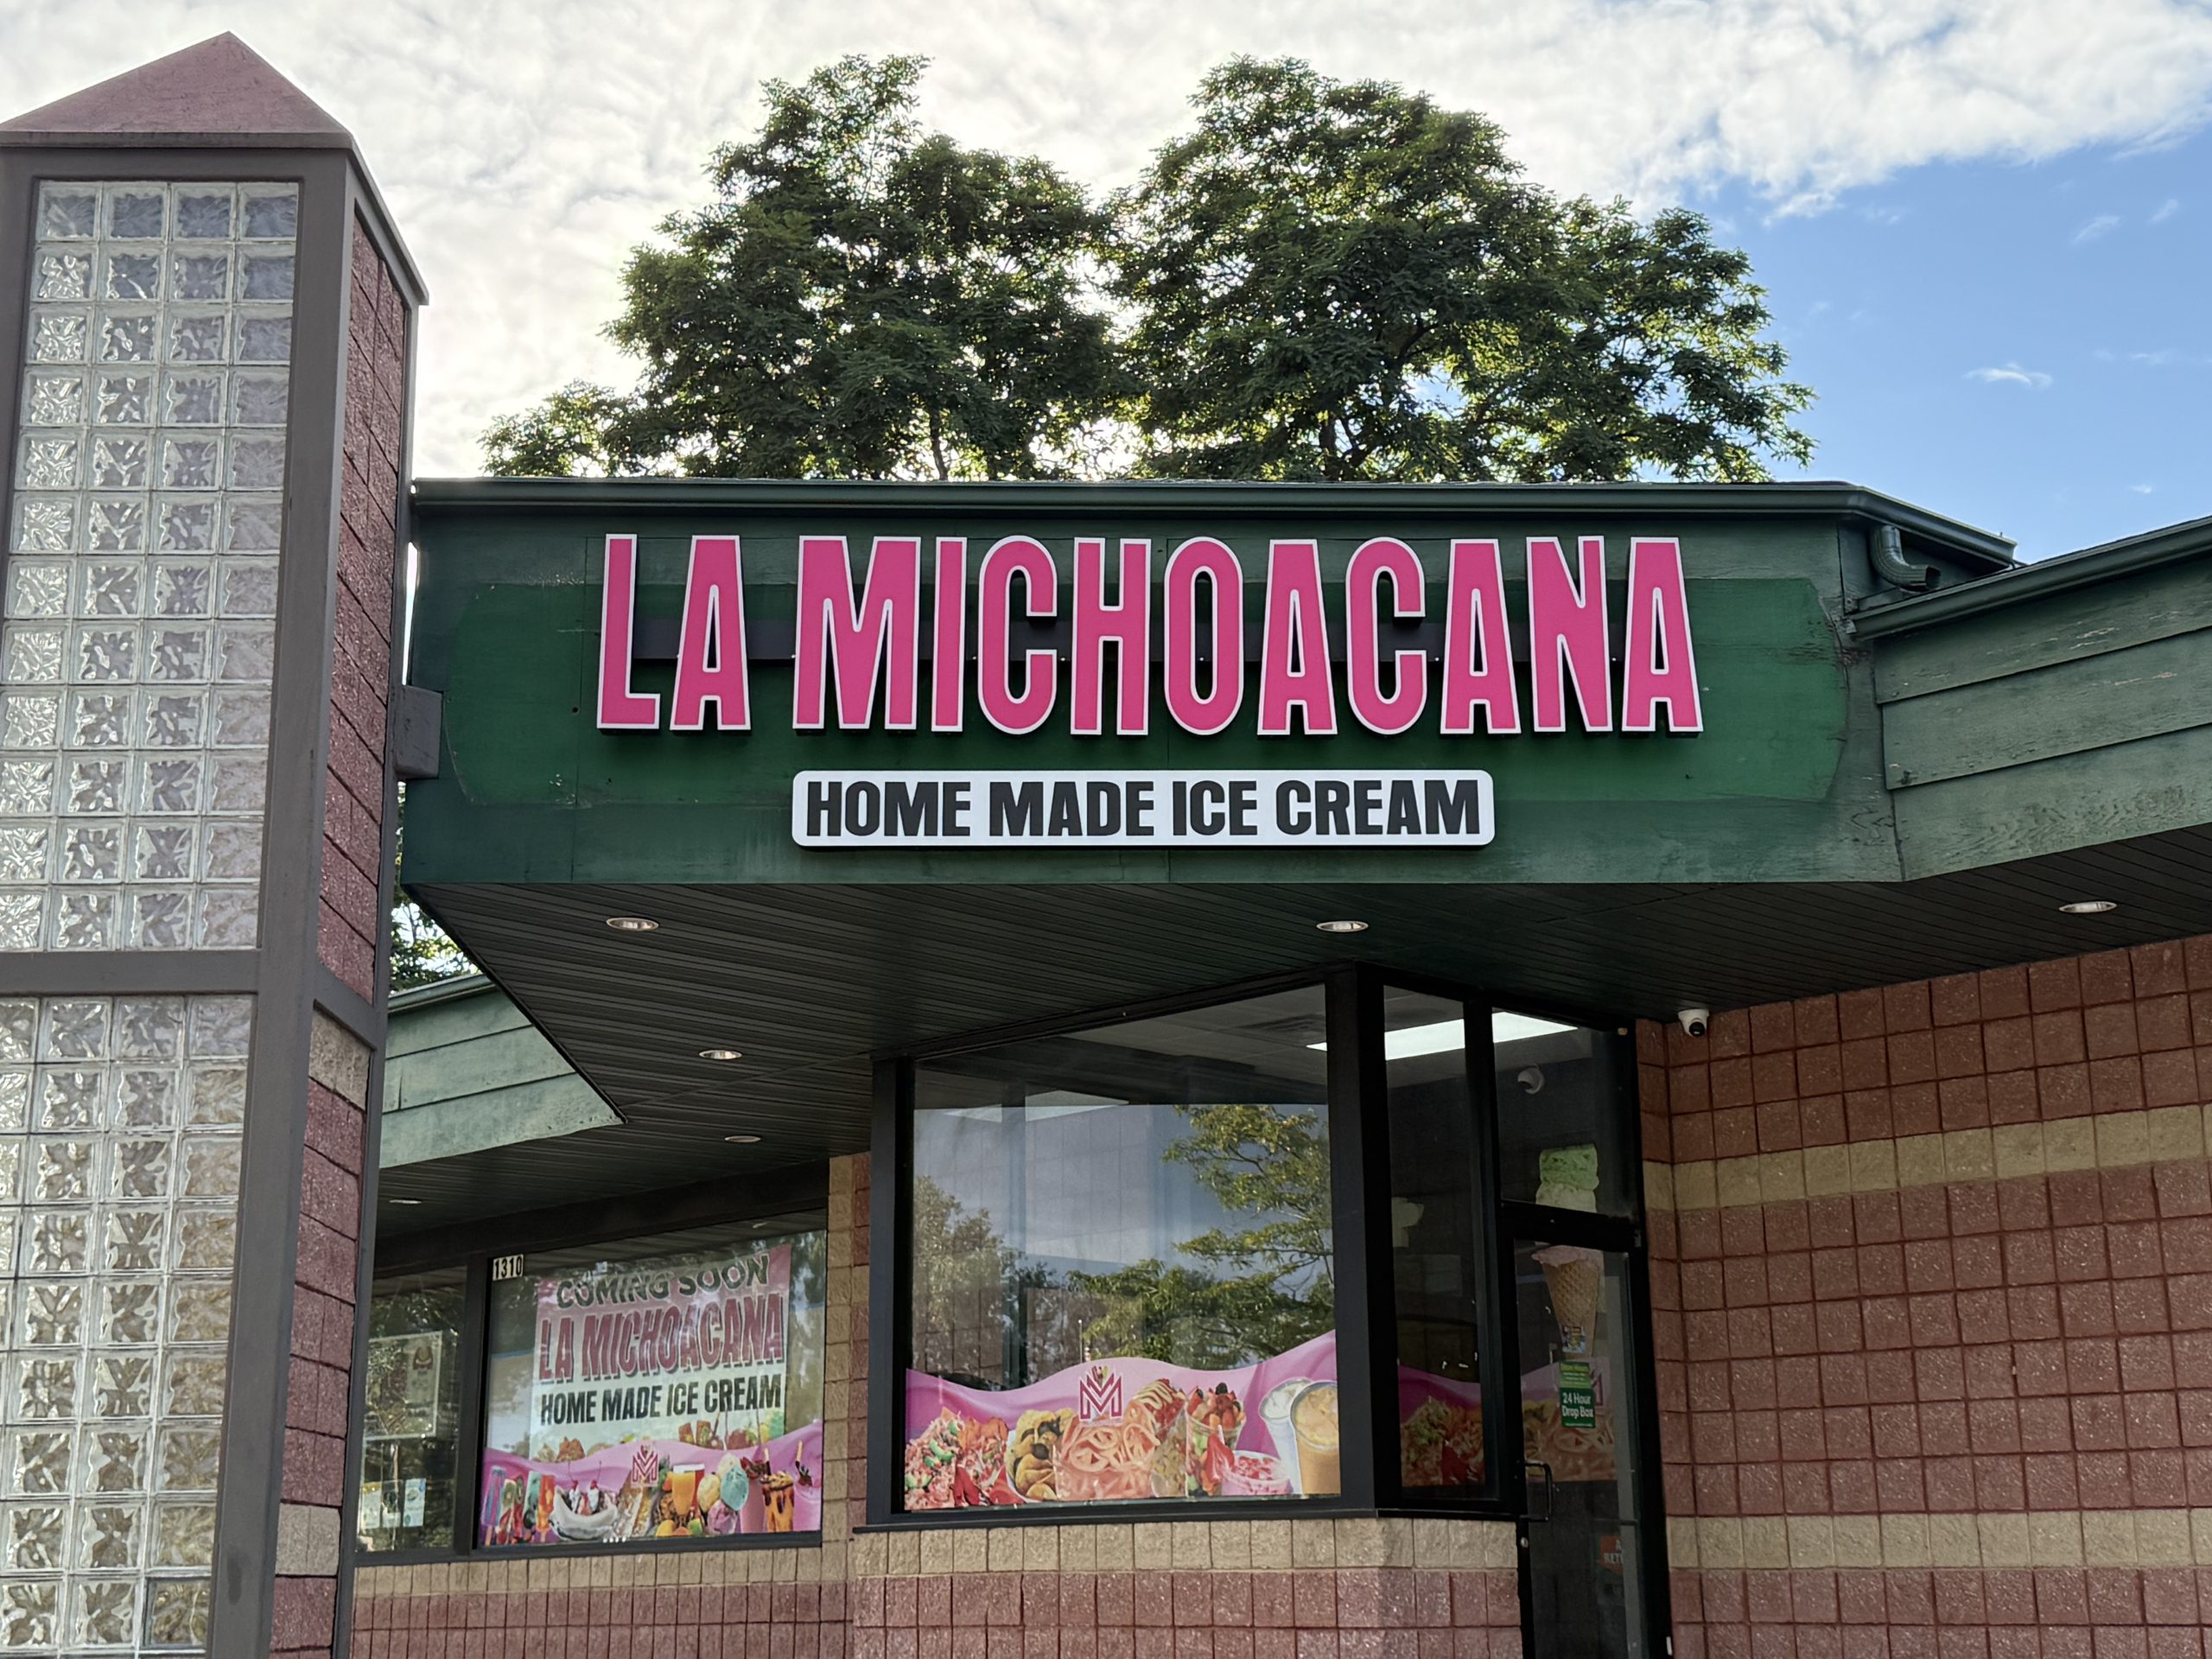 LA MICHOACANA
HOME MADE ICE CREAM
1310
COMING SOON
LA MICHOACANA
HOME MADE ICE CREAM
24 Hour
Drop Box